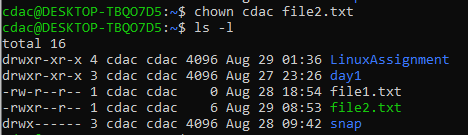 cdac@DESKTOP-TBQO7D5:~$ chown cdac file2.txt
cdac@DESKTOP-TBQO7D5:~$ ls -l
total 16
drwxr-xr-x 4 cdac cdac 4096 Aug 29 01:36 LinuxAssignment
drwxr-xr-x 3 cdac cdac 4096 Aug 27 23:26 day1
-rw-r--r-- 1 cdac cdac    0 Aug 28 18:54 file1.txt
---------- 1 cdac cdac    6 Aug 29 08:53 file2.txt
drwx------ 3 cdac cdac 4096 Aug 28 09:42 snap